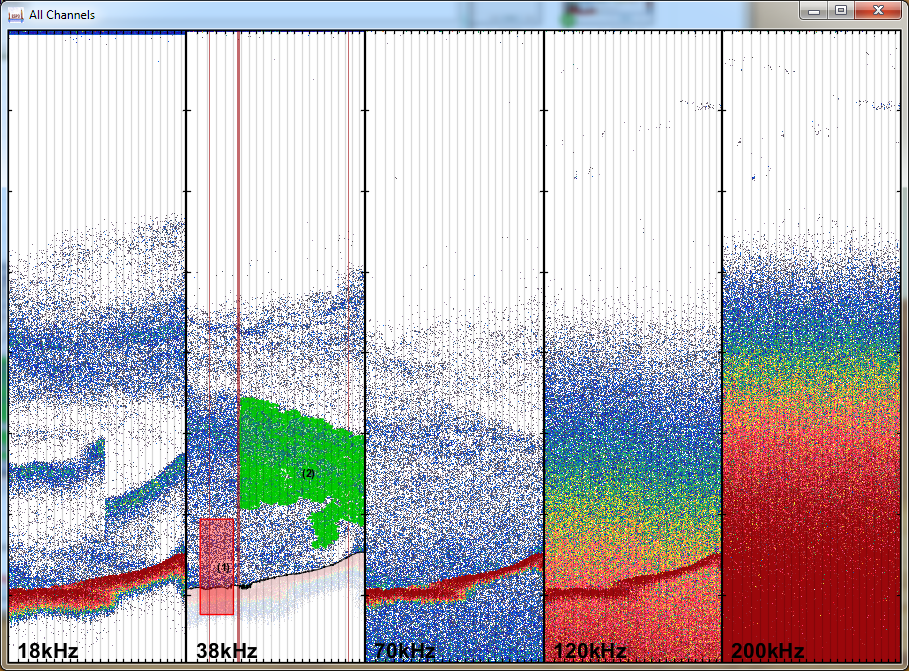 All Channels
(2)
(1)
18kHz
38kHz
70kHz
120kHz
200kHz